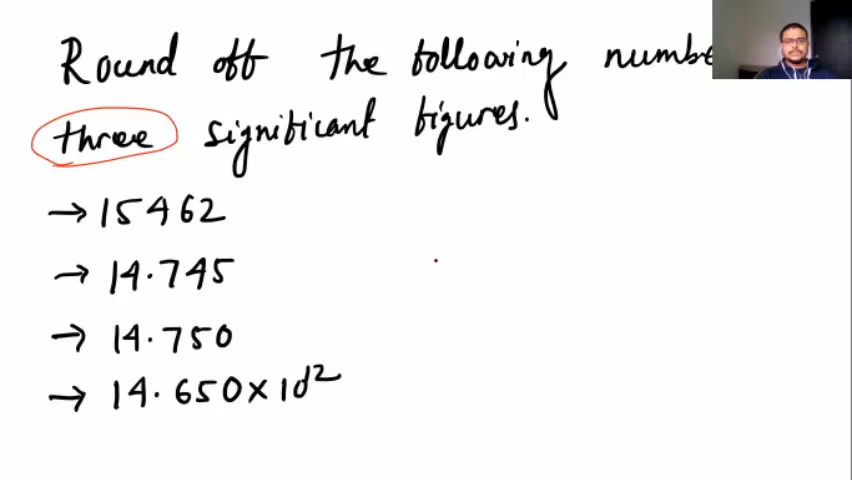 Round off the following numbe
three significant figures.
→ 15462
→ 14.745
→ 14.750
→ 14.650 x 10²